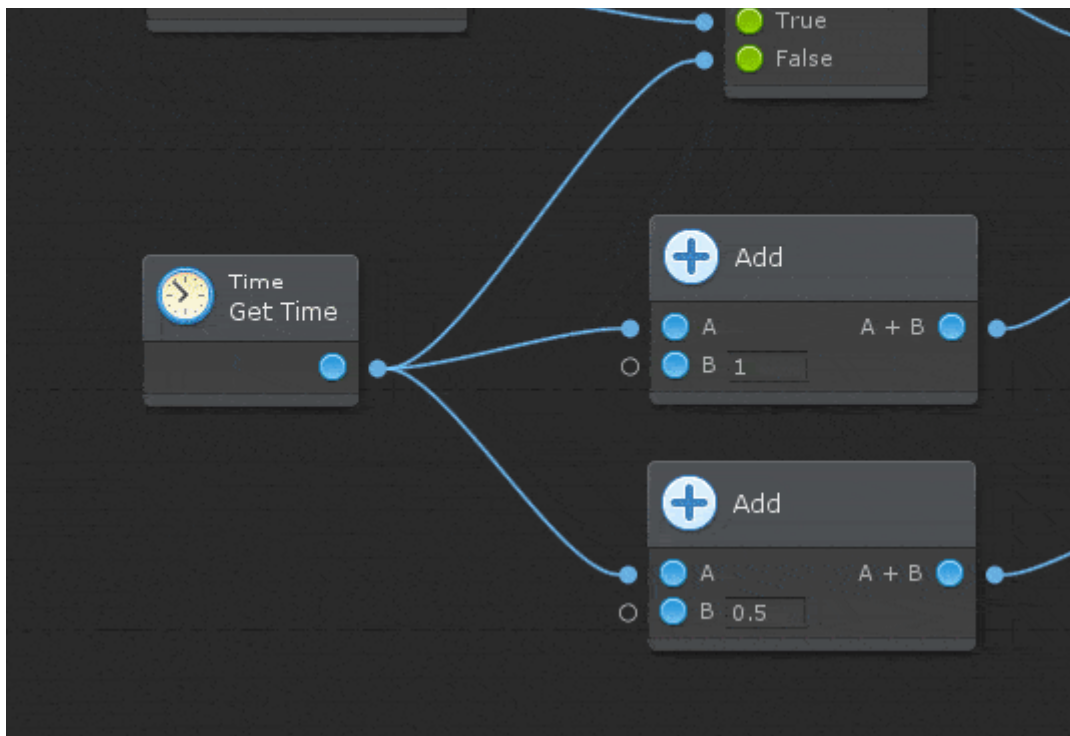 True
False
Add
Time
Get Time
A A + B
B 1
Add
A A + B
B 0.5